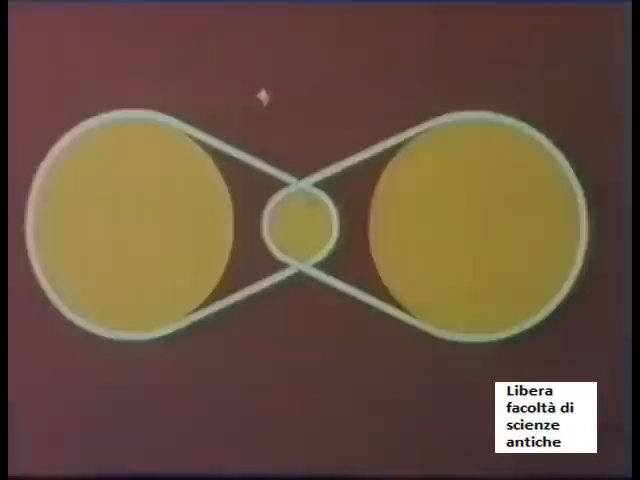 Libera
facoltà di
scienze
antiche